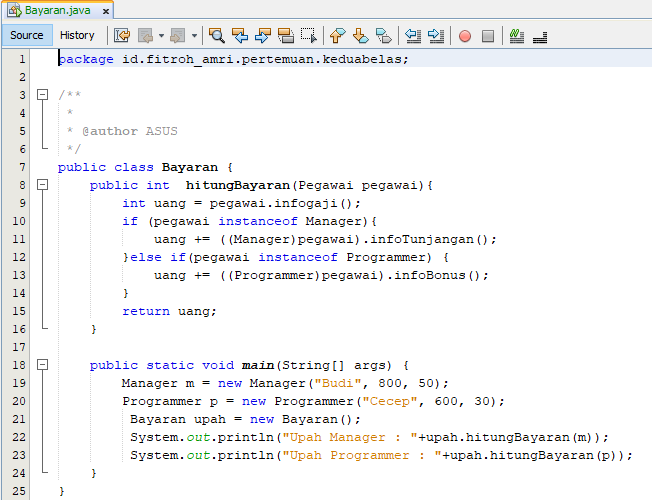 Bayaran.java
Source History
1 package id.fitroh_amri.pertemuan.keduabelas;
2
3 /**
4 *
5 * @author ASUS
6 */
7 public class Bayaran {
8 public int  hitungBayaran(Pegawai pegawai){
9 int uang = pegawai.infogaji();
10 if (pegawai instanceof Manager){
11 uang += ((Manager)pegawai).infoTunjangan();
12 }else if(pegawai instanceof Programmer) {
13 uang += ((Programmer)pegawai).infoBonus();
14 }
15 return uang;
16 }
17
18 public static void main(String[] args) {
19 Manager m = new Manager("Budi", 800, 50);
20 Programmer p = new Programmer("Cecep", 600, 30);
21 Bayaran upah = new Bayaran();
22 System.out.println("Upah Manager : "+upah.hitungBayaran(m));
23 System.out.println("Upah Programmer : "+upah.hitungBayaran(p));
24 }
25 }